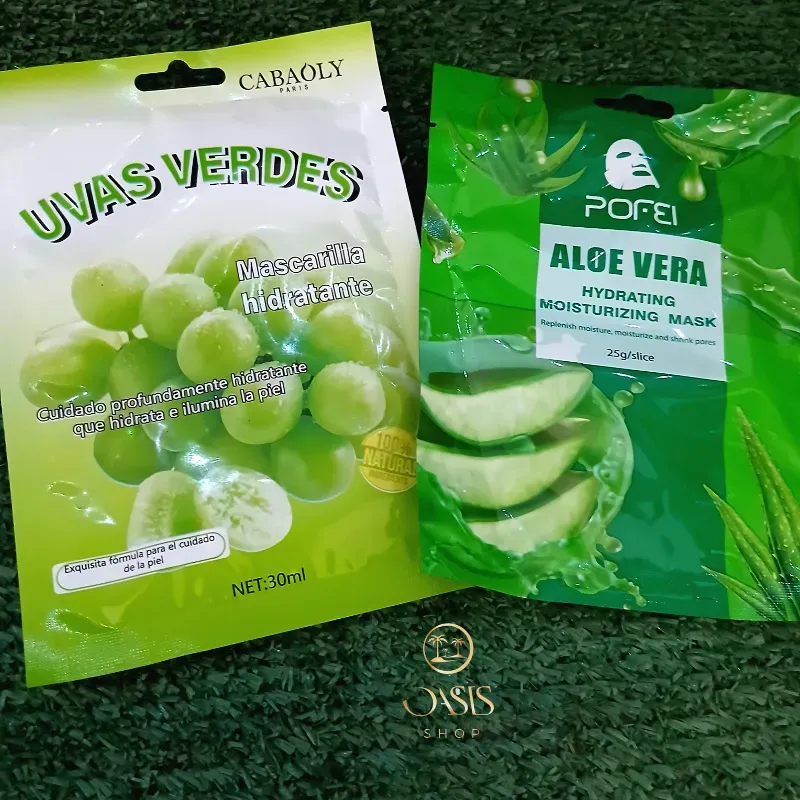 CABAOLY
PARIS
UVAS VERDES
Mascarilla
hidratante
Cuidado profundamente hidratante
que hidrata e ilumina la piel
100%
NATURAL
Exquisita fórmula para el cuidado
de la piel
NET:30ml
POFEI
ALOE VERA
HYDRATING
MOISTURIZING MASK
Replenish moisture, moisturize and shrink pores
25g/slice
OASIS
SHOP